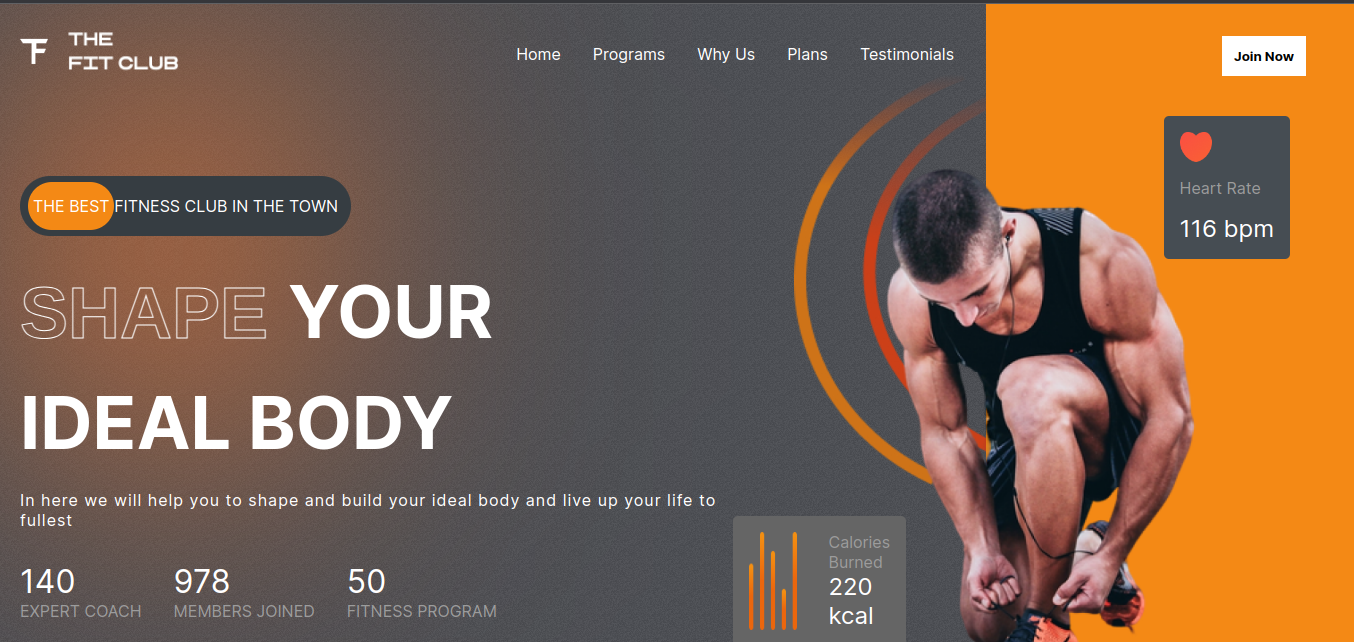 THE
FIT CLUB
Home Programs Why Us Plans Testimonials
Join Now
Heart Rate
116 bpm
THE BEST FITNESS CLUB IN THE TOWN
SHAPE YOUR
IDEAL BODY
In here we will help you to shape and build your ideal body and live up your life to
fullest
Calories
Burned
220
kcal
140 978 50
EXPERT COACH MEMBERS JOINED FITNESS PROGRAM